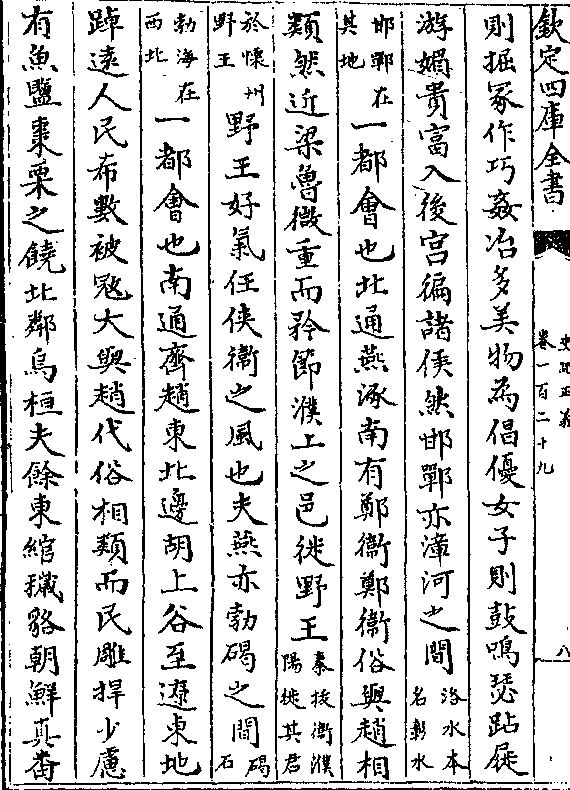 欽定四庫全書
史記正義
卷一百二十九
八
則掘冢作巧姦冶多美物為倡優女子則鼓鳴瑟跕屣
游媚貴富入後宮徧諸侯然邯鄲亦漳河之間洛水本名彰水
邯鄲在其地一都會也北通燕涿南有鄭衞鄭衞俗與趙相
類然近梁魯微重而矜節濮上之邑徙野王秦拔衞濮陽徙其君
於懷州野王野王好氣任俠衞之風也夫燕亦勃碣之間碣石
勃海在西北一都會也南通齊趙東北邊胡上谷至遼東地
踔遠人民布數被寇大與趙代俗相類而民雕捍少慮
有魚鹽棗栗之饒北鄰烏桓夫餘東綰穢貉朝鮮真番